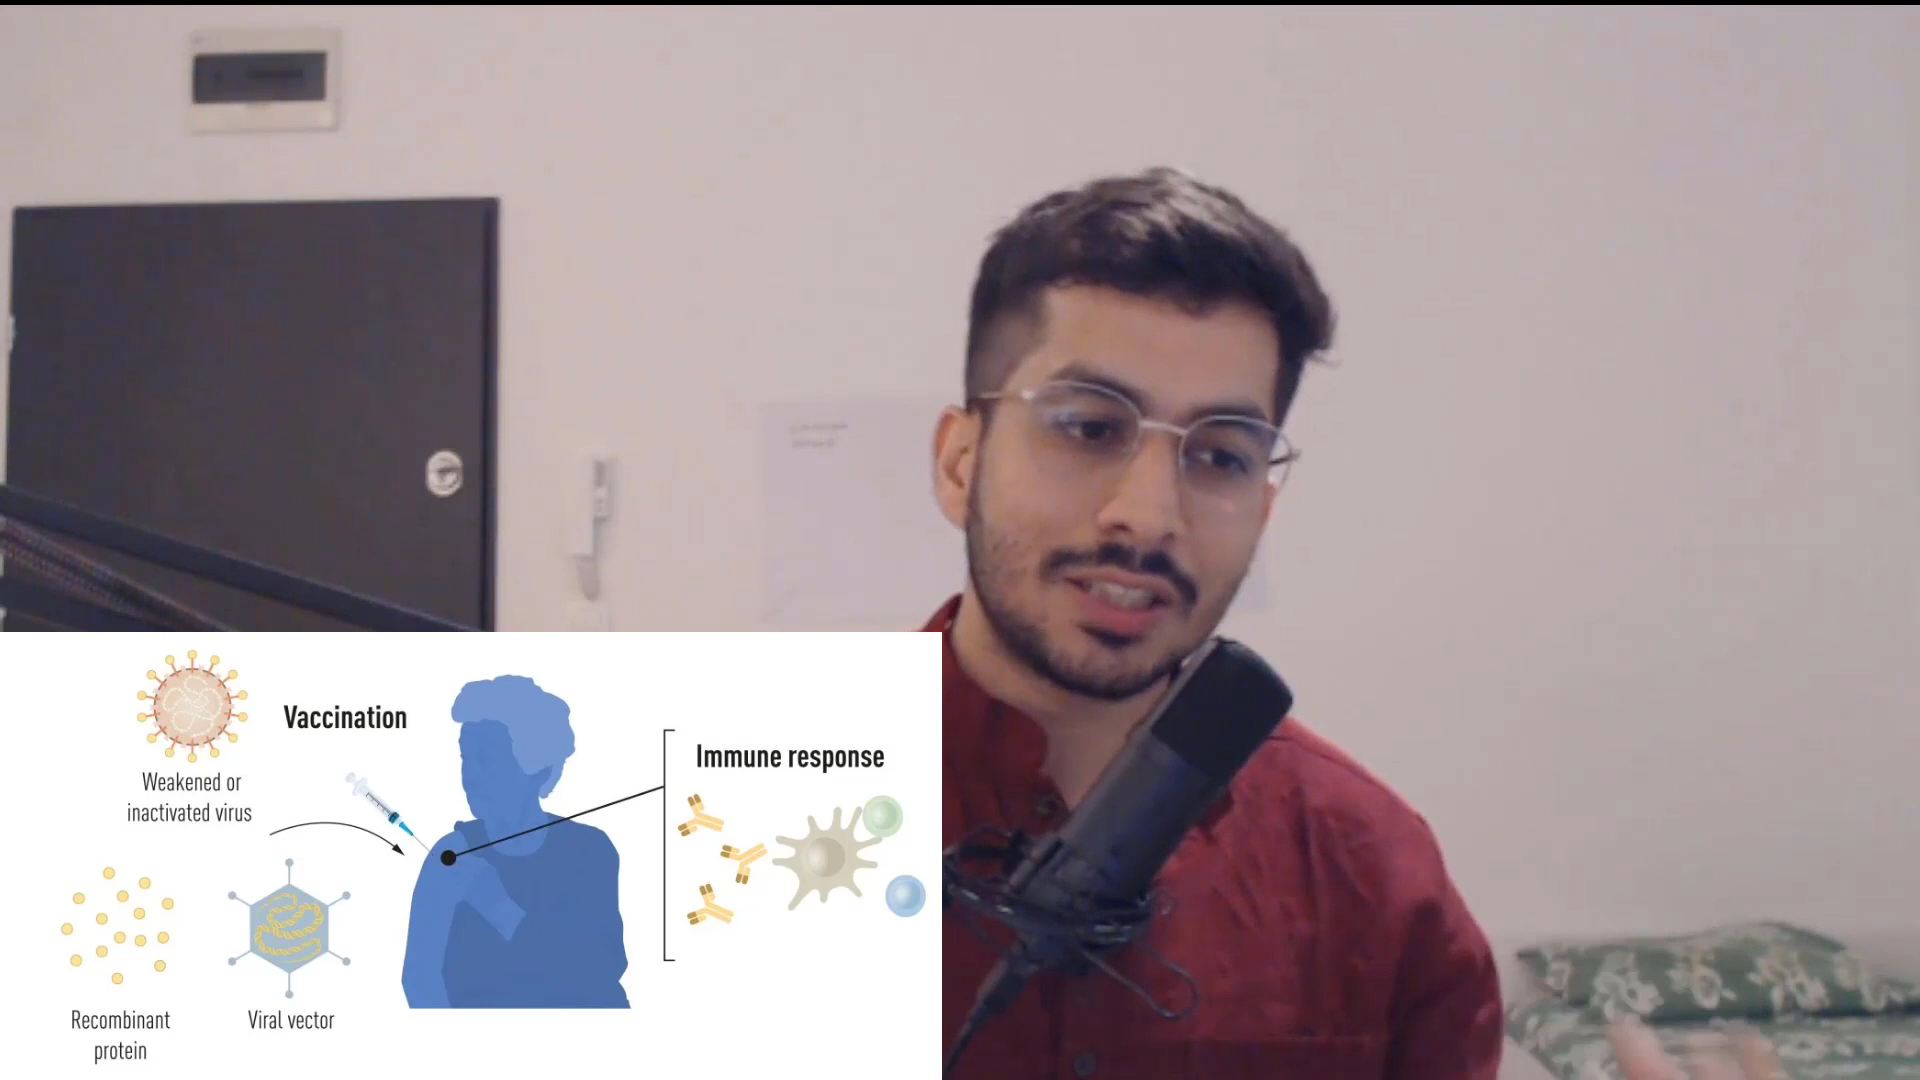 Vaccination
Weakened or
inactivated virus
Immune response
Recombinant
protein
Viral vector